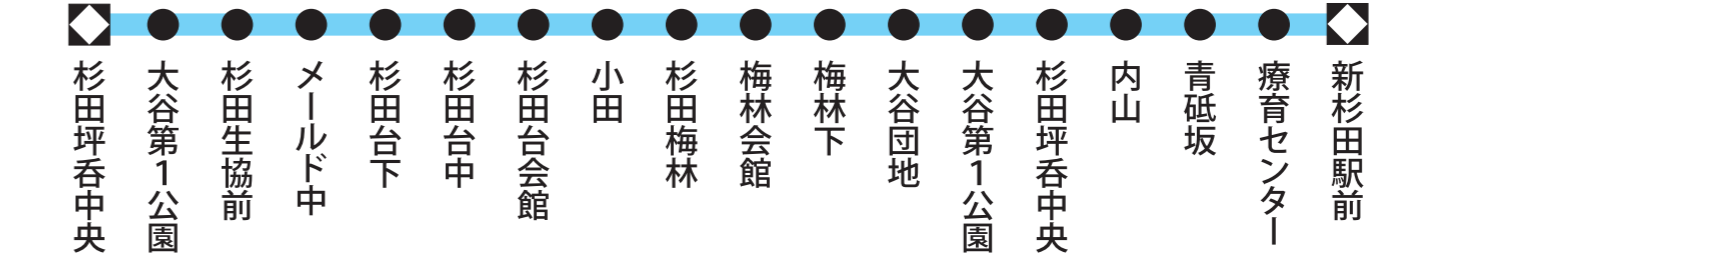 杉田坪呑中央
大谷第1公園
杉田生協前
メールド中
杉田台下
杉田台中
杉田台会館
小田
杉田梅林
梅林会館
梅林下
大谷団地
大谷第1公園
杉田坪呑中央
内山
青砥坂
療育センター
新杉田駅前